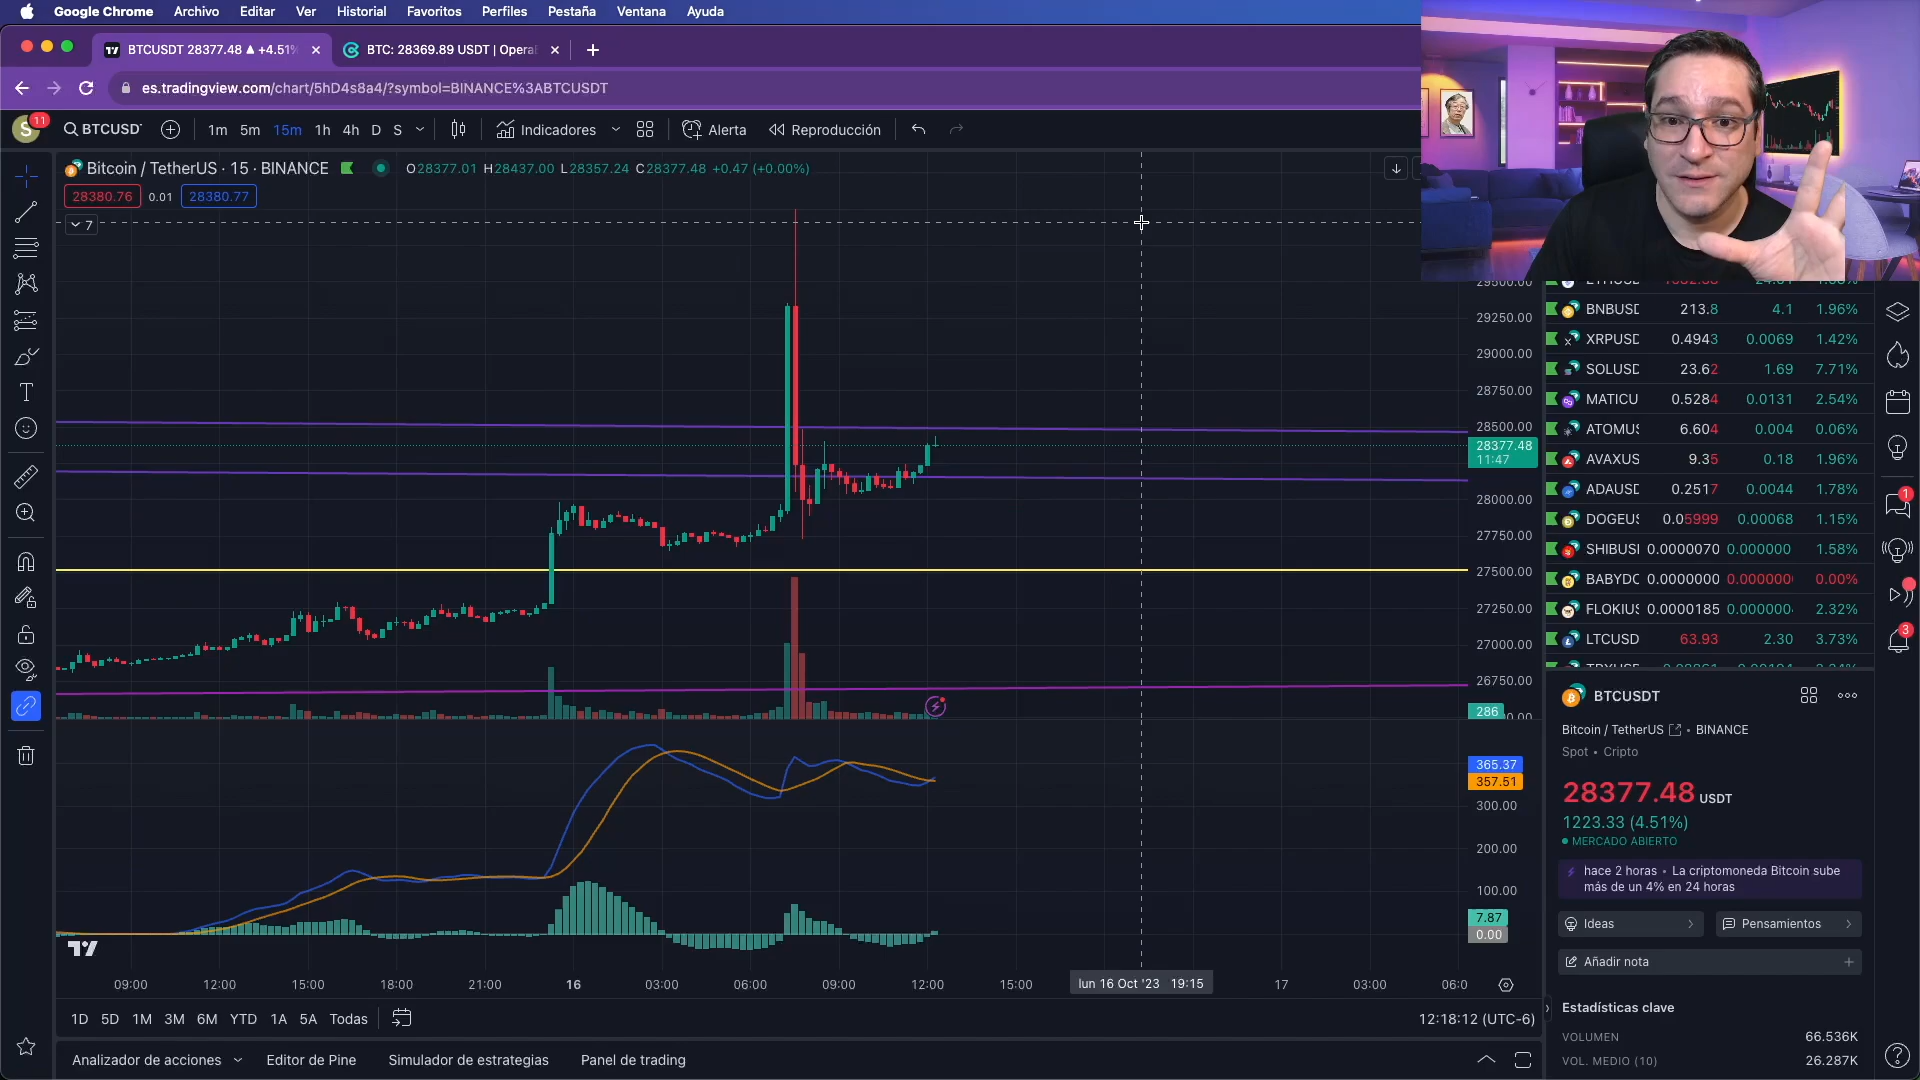 Google Chrome Archivo Editar Ver Historial Favoritos Perfiles Pestaña Ventana Ayuda
BTCUSDT 28377.48 ▲ +4.51%
BTC: 28369.89 USDT | Opera
es.tradingview.com/chart/5hD4s8a4/?symbol=BINANCE%3ABTCUSDT
S 11
BTCUSD
1m 5m 15m 1h 4h D S
Indicadores
Alerta
Reproducción
Bitcoin / TetherUS · 15 · BINANCE
O28377.01 H28437.00 L28357.24 C28377.48 +0.47 (+0.00%)
28380.76 0.01 28380.77
7
29250.00
29000.00
28750.00
28500.00
28377.48
11:47
28000.00
27750.00
27500.00
27250.00
27000.00
26750.00
286
365.37
357.51
300.00
200.00
100.00
7.87
0.00
09:00 12:00 15:00 18:00 21:00 16 03:00 06:00 09:00 12:00 15:00 lun 16 Oct '23 19:15 17 03:00 06:0
1D 5D 1M 3M 6M YTD 1A 5A Todas
12:18:12 (UTC-6)
Analizador de acciones Editor de Pine Simulador de estrategias Panel de trading
BNBUSD 213.8 4.1 1.96%
XRPUSD 0.4943 0.0069 1.42%
SOLUSD 23.62 1.69 7.71%
MATICU 0.5284 0.0131 2.54%
ATOMUS 6.604 0.004 0.06%
AVAXUS 9.35 0.18 1.96%
ADAUSD 0.2517 0.0044 1.78%
DOGEUS 0.05999 0.00068 1.15%
SHIBUSI 0.0000070 0.000000 1.58%
BABYDO 0.0000000 0.0000000 0.00%
FLOKIUS 0.0000185 0.0000004 2.32%
LTCUSD 63.93 2.30 3.73%
1
3
BTCUSDT
Bitcoin / TetherUS • BINANCE
Spot • Cripto
28377.48 USDT
1223.33 (4.51%)
MERCADO ABIERTO
hace 2 horas • La criptomoneda Bitcoin sube
más de un 4% en 24 horas
Ideas
Pensamientos
Añadir nota
Estadísticas clave
VOLUMEN 66.536K
VOL. MEDIO (10) 26.287K